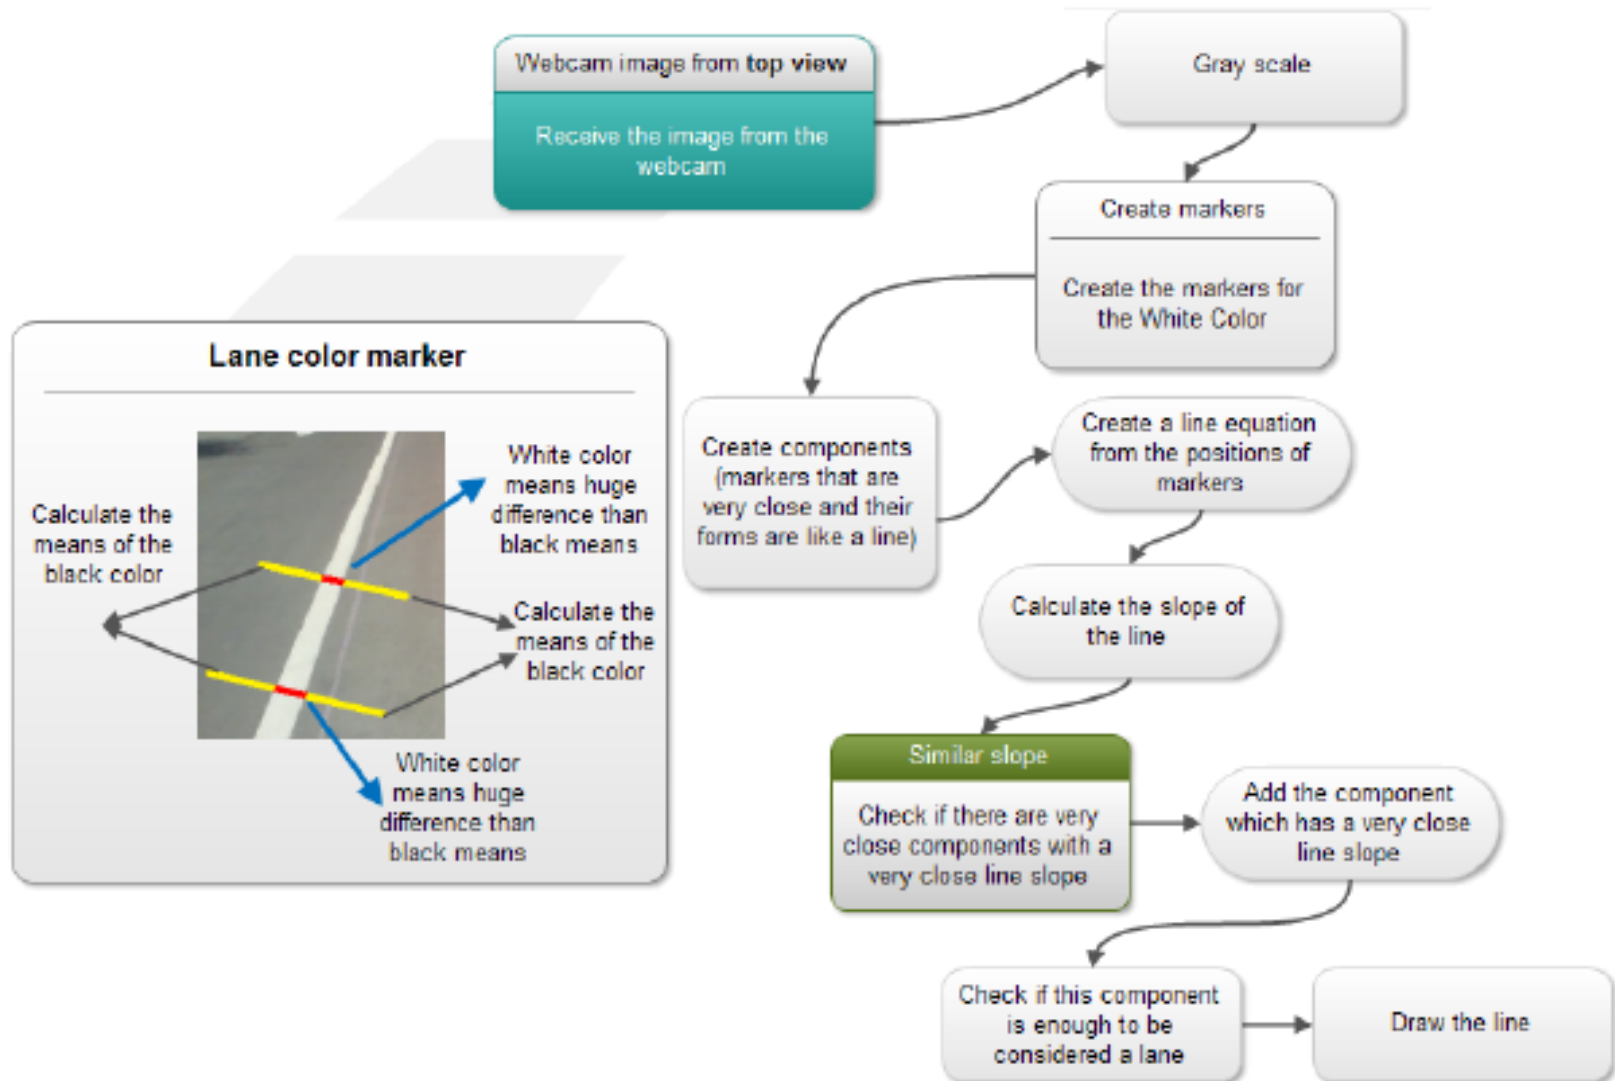 Webcam image from top view
Receive the image from the
webcam
Gray scale
Create markers
Create the markers for
the White Color
Create components
(markers that are
very close and their
forms are like a line)
Create a line equation
from the positions of
markers
Calculate the slope of
the line
Similar slope
Check if there are very
close components with a
very close line slope
Add the component
which has a very close
line slope
Check if this component
is enough to be
considered a lane
Draw the line
Lane color marker
Calculate the
means of the
black color
White color
means huge
difference than
black means
Calculate the
means of the
black color
White color
means huge
difference than
black means